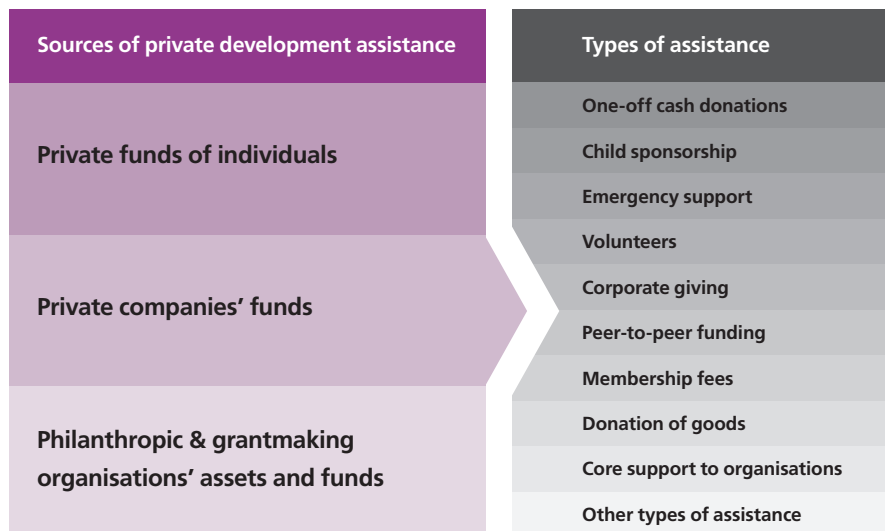 Sources of private development assistance
Private funds of individuals
Private companies’ funds
Philanthropic & grantmaking
organisations’ assets and funds
Types of assistance
One-off cash donations
Child sponsorship
Emergency support
Volunteers
Corporate giving
Peer-to-peer funding
Membership fees
Donation of goods
Core support to organisations
Other types of assistance